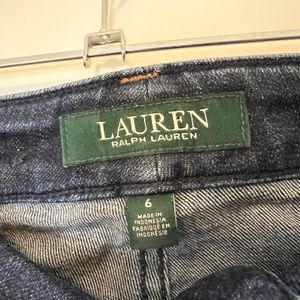 LAUREN
RALPH LAUREN
6
MADE IN
INDONESIA
FABRIQUÉ EN
INDONÉSIE